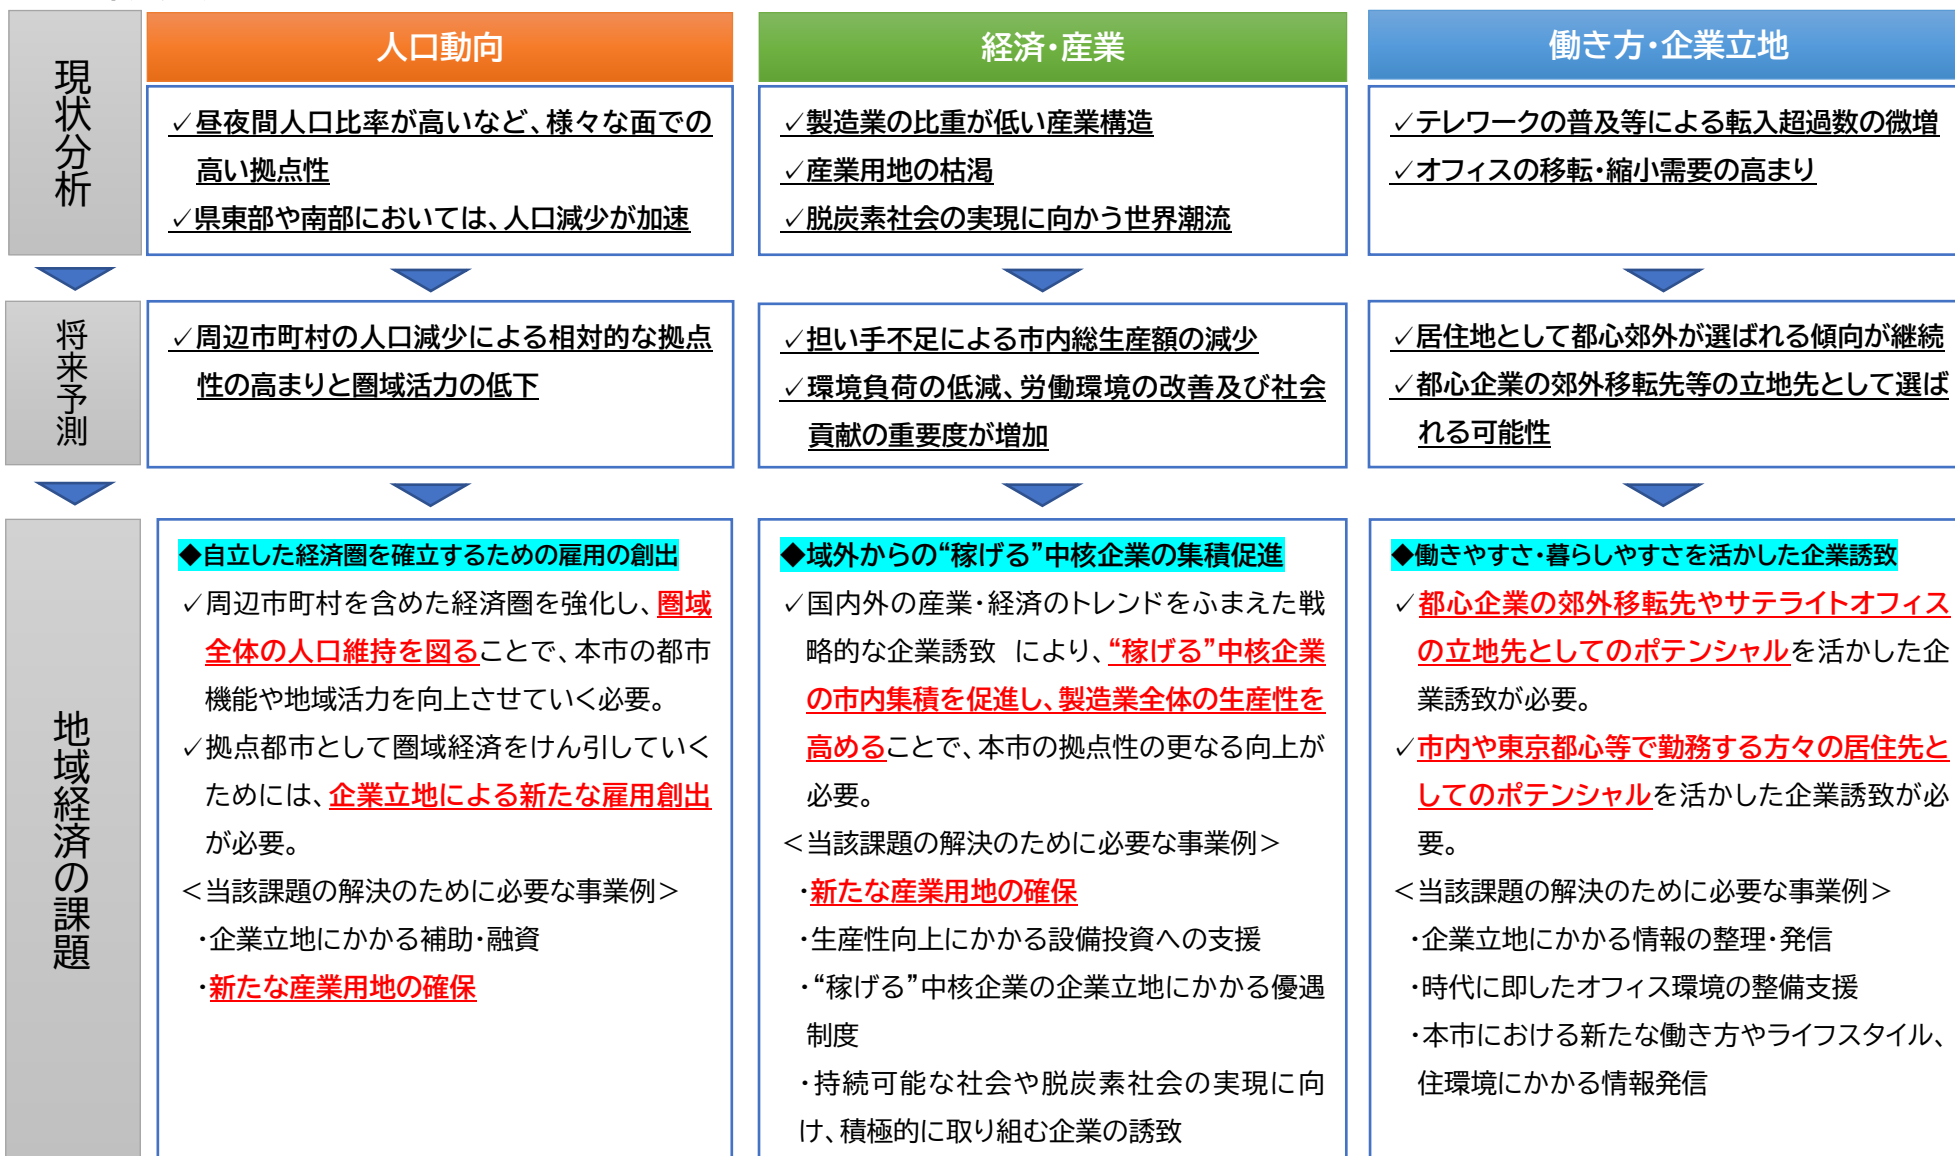 人口動向
経済・産業
働き方・企業立地
現状分析
✓昼夜間人口比率が高いなど、様々な面での
高い拠点性
✓県東部や南部においては、人口減少が加速
✓製造業の比重が低い産業構造
✓産業用地の枯渇
✓脱炭素社会の実現に向かう世界潮流
✓テレワークの普及等による転入超過数の微増
✓オフィスの移転・縮小需要の高まり
将来予測
✓周辺市町村の人口減少による相対的な拠点
性の高まりと圏域活力の低下
✓担い手不足による市内総生産額の減少
✓環境負荷の低減、労働環境の改善及び社会
貢献の重要度が増加
✓居住地として都心郊外が選ばれる傾向が継続
✓都心企業の郊外移転先等の立地先として選ば
れる可能性
地域経済の課題
◆自立した経済圏を確立するための雇用の創出
✓周辺市町村を含めた経済圏を強化し、圏域
全体の人口維持を図ることで、本市の都市
機能や地域活力を向上させていく必要。
✓拠点都市として圏域経済をけん引していく
ためには、企業立地による新たな雇用創出
が必要。
＜当該課題の解決のために必要な事業例＞
・企業立地にかかる補助・融資
・新たな産業用地の確保
◆域外からの“稼げる”中核企業の集積促進
✓国内外の産業・経済のトレンドをふまえた戦
略的な企業誘致　により、“稼げる”中核企業
の市内集積を促進し、製造業全体の生産性を
高めることで、本市の拠点性の更なる向上が
必要。
＜当該課題の解決のために必要な事業例＞
・新たな産業用地の確保
・生産性向上にかかる設備投資への支援
・“稼げる”中核企業の企業立地にかかる優遇
制度
・持続可能な社会や脱炭素社会の実現に向
け、積極的に取り組む企業の誘致
◆働きやすさ・暮らしやすさを活かした企業誘致
✓都心企業の郊外移転先やサテライトオフィス
の立地先としてのポテンシャルを活かした企
業誘致が必要。
✓市内や東京都心等で勤務する方々の居住先と
してのポテンシャルを活かした企業誘致が必
要。
＜当該課題の解決のために必要な事業例＞
・企業立地にかかる情報の整理・発信
・時代に即したオフィス環境の整備支援
・本市における新たな働き方やライフスタイル、
住環境にかかる情報発信